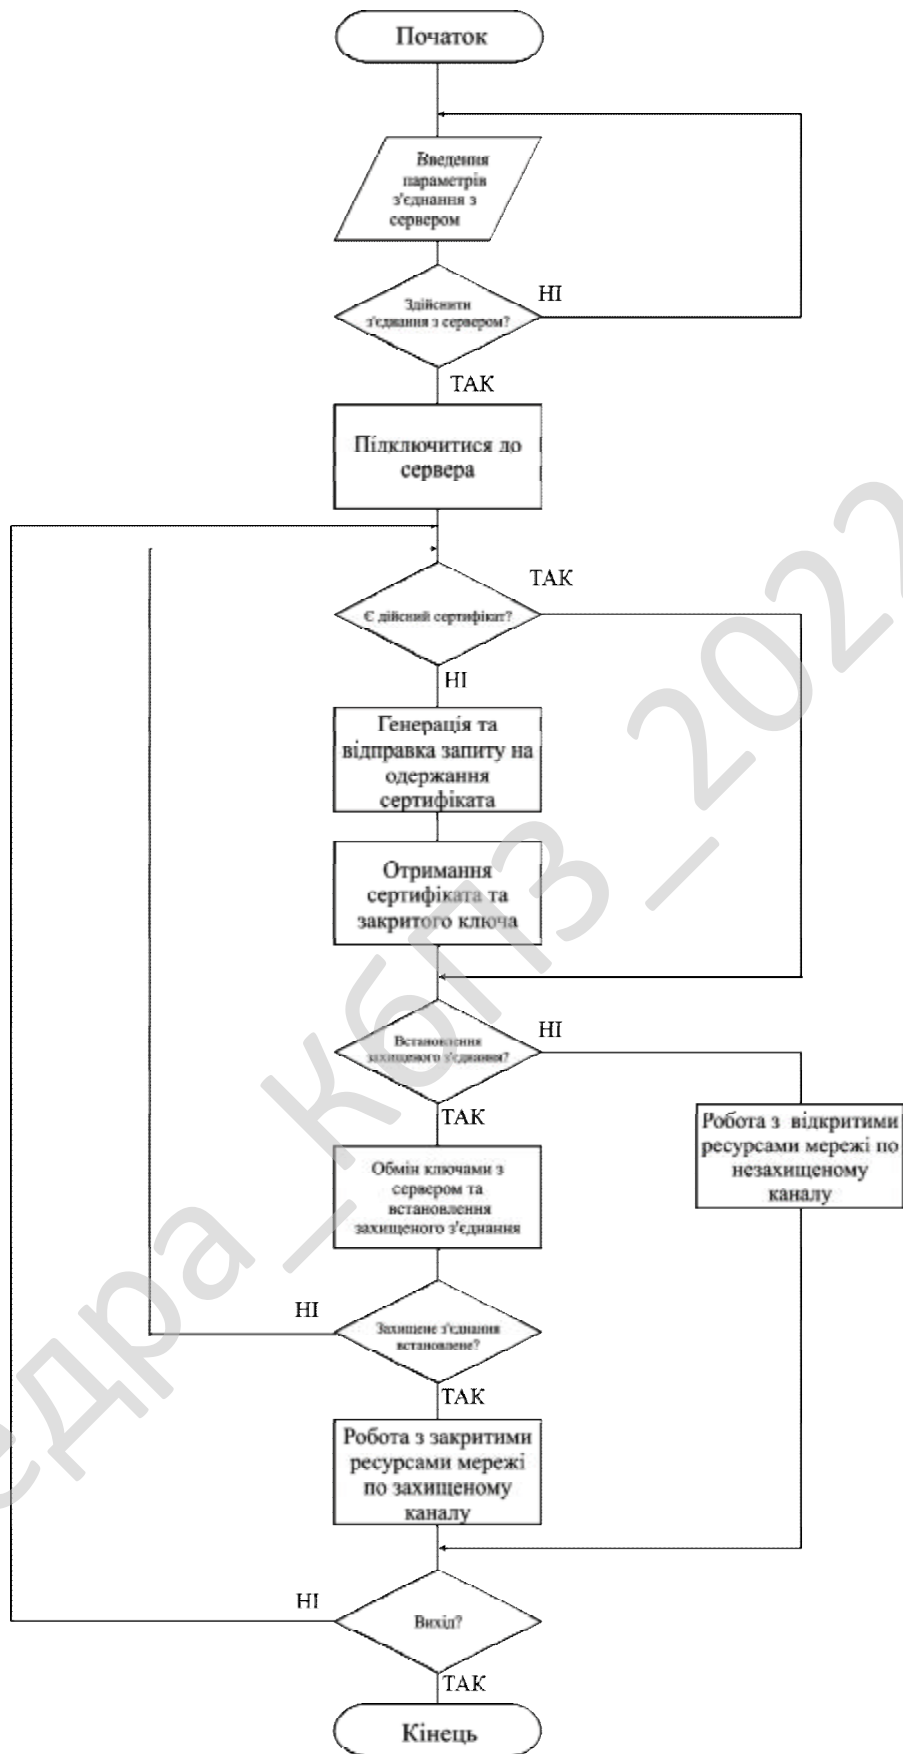 Початок
Введення
параметрів
з'єднання з
сервером
Здійснити
з'єднання з сервером?
НІ
ТАК
Підключитися до
сервера
ТАК
Є дійсний сертифікат?
НІ
Генерація та
відправка запиту на
одержання
сертифіката
Отримання
сертифіката та
закритого ключа
Встановлення
захищеного з'єднання?
НІ
ТАК
Робота з відкритими
ресурсами мережі по
незахищеному
каналу
Обмін ключами з
сервером та
встановлення
захищеного з'єднання
НІ
Захищене з'єднання
встановлене?
ТАК
Робота з закритими
ресурсами мережі
по захищеному
каналу
НІ
Вихід?
ТАК
Кінець
едра_КбПЗ_2022